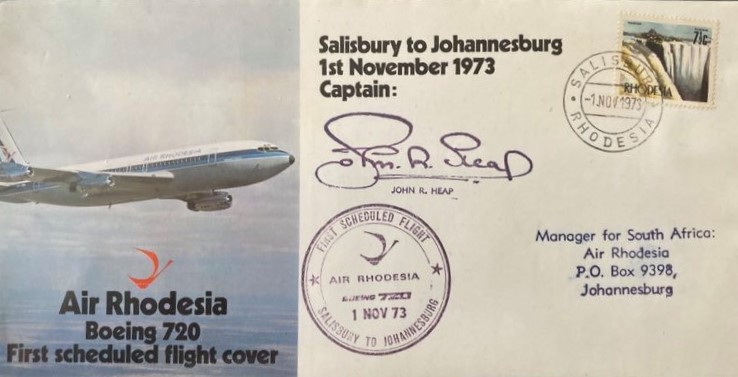 AIR RHODESIA
Air Rhodesia
Boeing 720
First scheduled flight cover
Salisbury to Johannesburg
1st November 1973
Captain:
John R. Heap
JOHN R. HEAP
FIRST SCHEDULED FLIGHT
AIR RHODESIA
BOEING 720
1 NOV 73
SALISBURY TO JOHANNESBURG
7½c
RHODESIA
SALISBURY
-1.NOV.1973
RHODESIA
Manager for South Africa:
Air Rhodesia
P.O. Box 9398,
Johannesburg